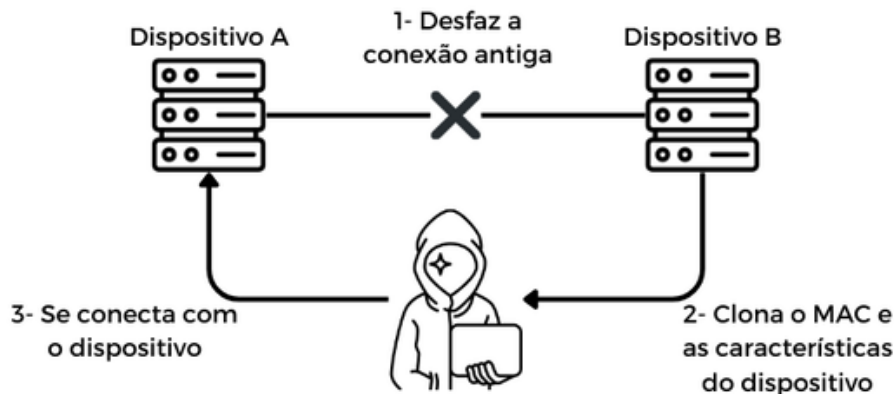 Dispositivo A
1- Desfaz a
conexão antiga
Dispositivo B
3- Se conecta com
o dispositivo
2- Clona o MAC e
as características
do dispositivo